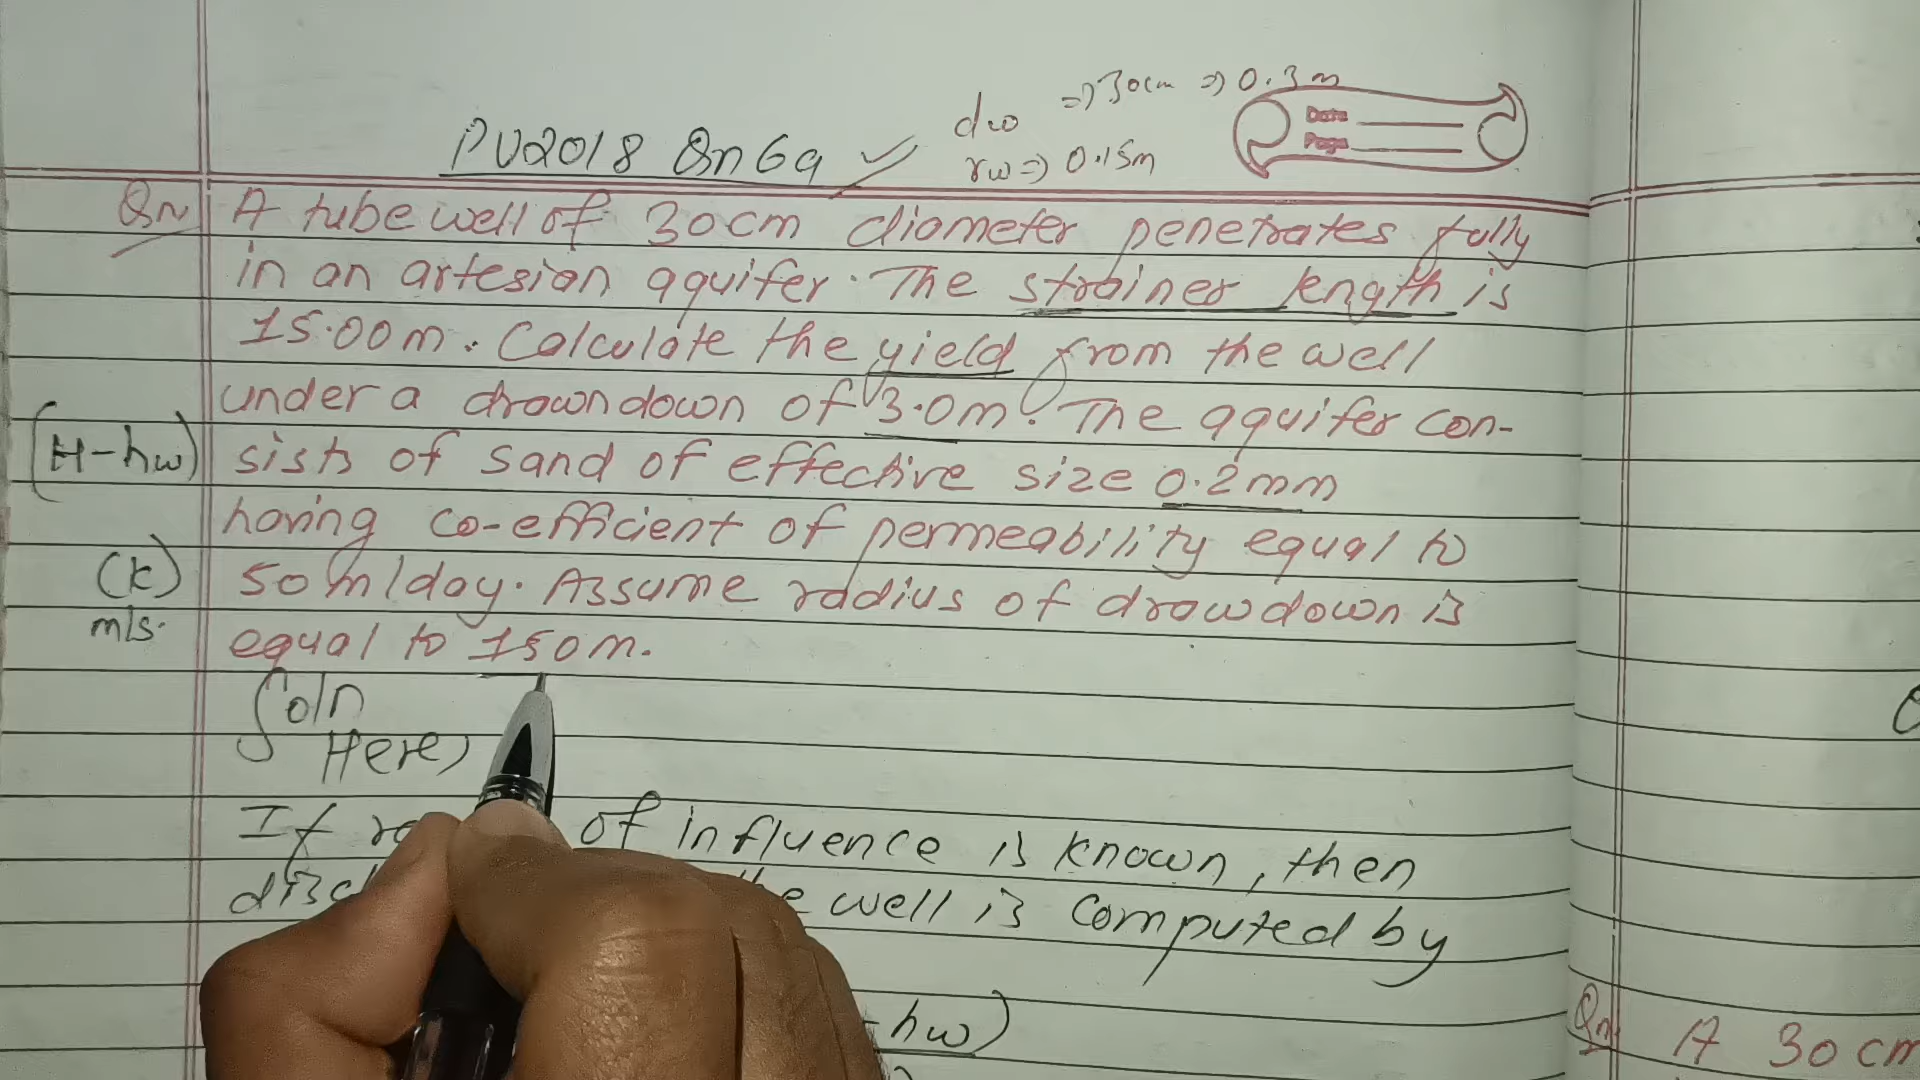 dw => 30cm => 0.3m
PU2018 Qn6a
rw => 0.15m
Date
Page
Qn A tubewell of 30cm diameter penetrates fully
in an artesian aquifer. The strainer length is
15.00m. Calculate the yield from the well
under a drawndown of 3.0m. The aquifer con-
(H-hw) sists of sand of effective size 0.2mm
having co-efficient of permeability equal to
(k) 50m/day. Assume radius of drawdown is
m/s.
equal to 150m.
Soln
Here,
If of influence is known, then
well is computed by
-hw)
Qn A 30cm